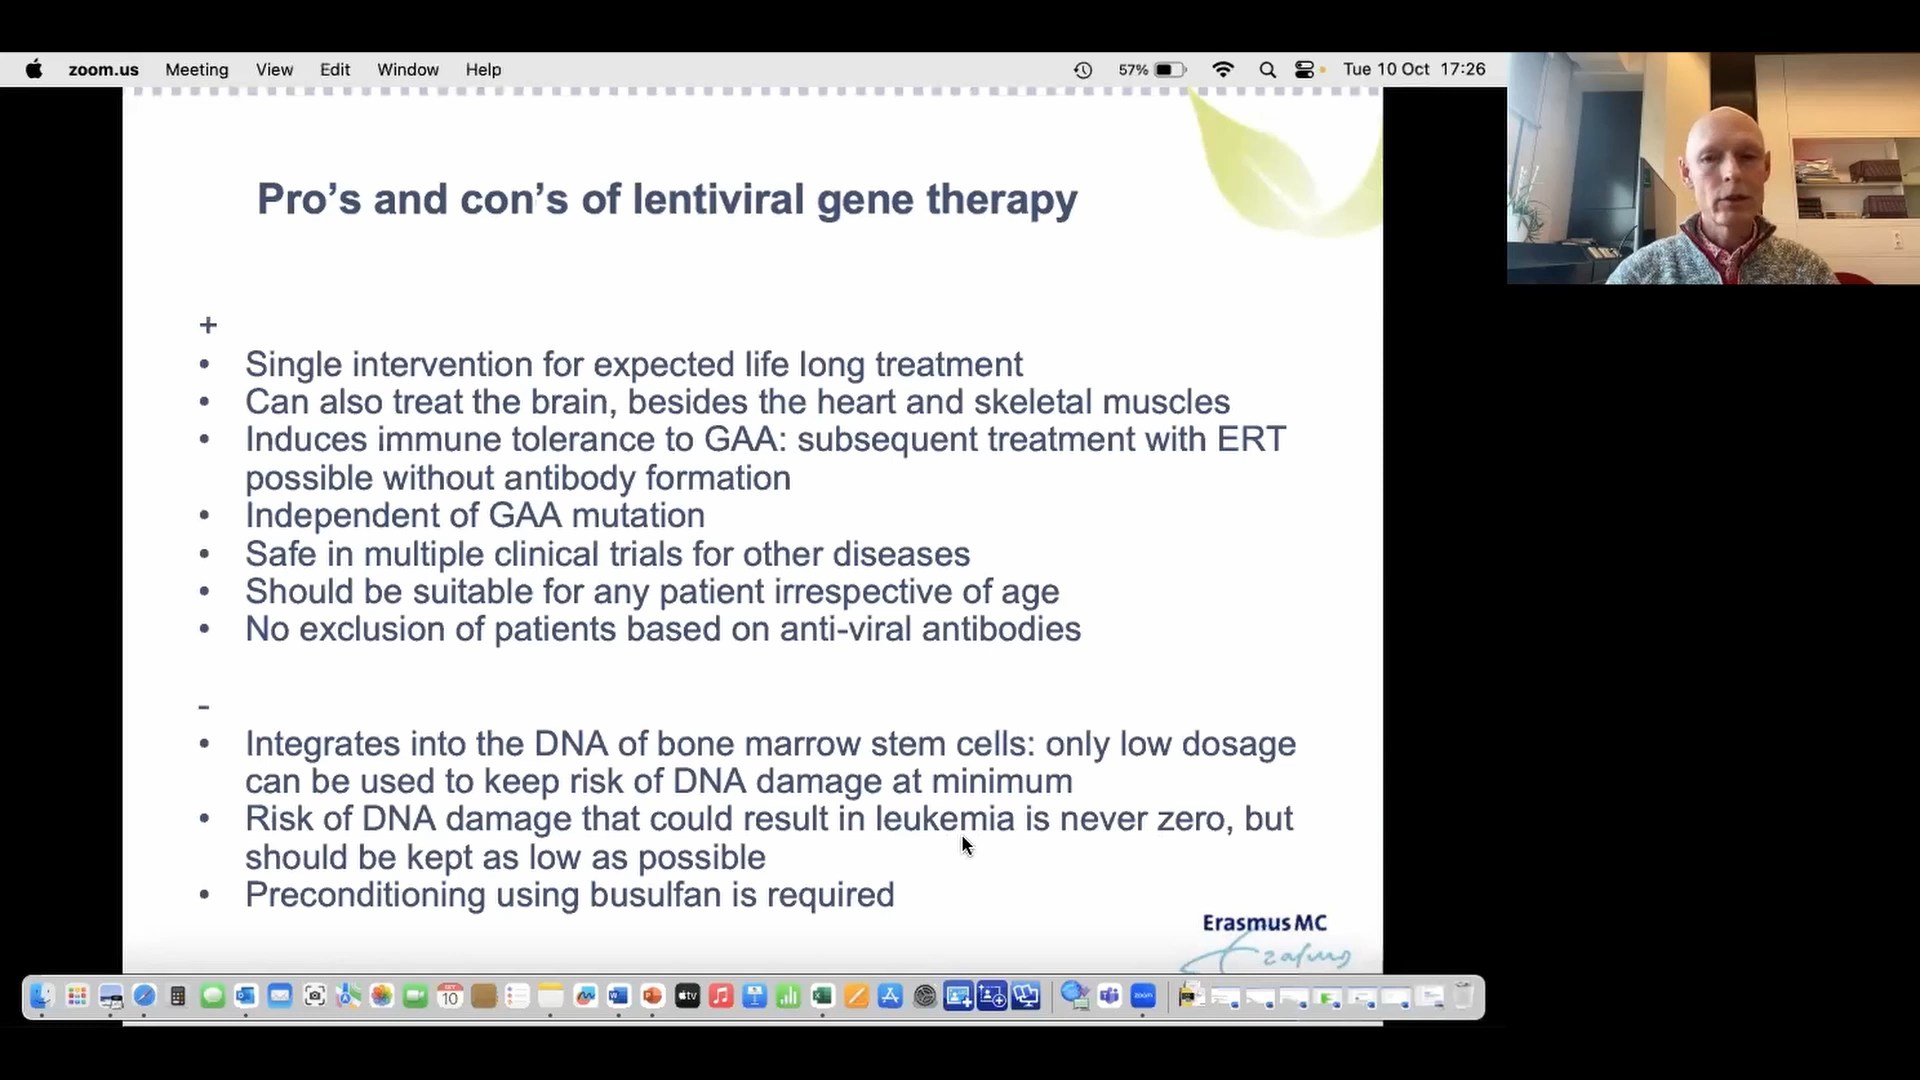 zoom.us Meeting View Edit Window Help 57% Tue 10 Oct 17:26
Pro’s and con’s of lentiviral gene therapy
+
• Single intervention for expected life long treatment
• Can also treat the brain, besides the heart and skeletal muscles
• Induces immune tolerance to GAA: subsequent treatment with ERT
possible without antibody formation
• Independent of GAA mutation
• Safe in multiple clinical trials for other diseases
• Should be suitable for any patient irrespective of age
• No exclusion of patients based on anti-viral antibodies
-
• Integrates into the DNA of bone marrow stem cells: only low dosage
can be used to keep risk of DNA damage at minimum
• Risk of DNA damage that could result in leukemia is never zero, but
should be kept as low as possible
• Preconditioning using busulfan is required
Erasmus MC
Erasmus
OCT
10
tv
zoom